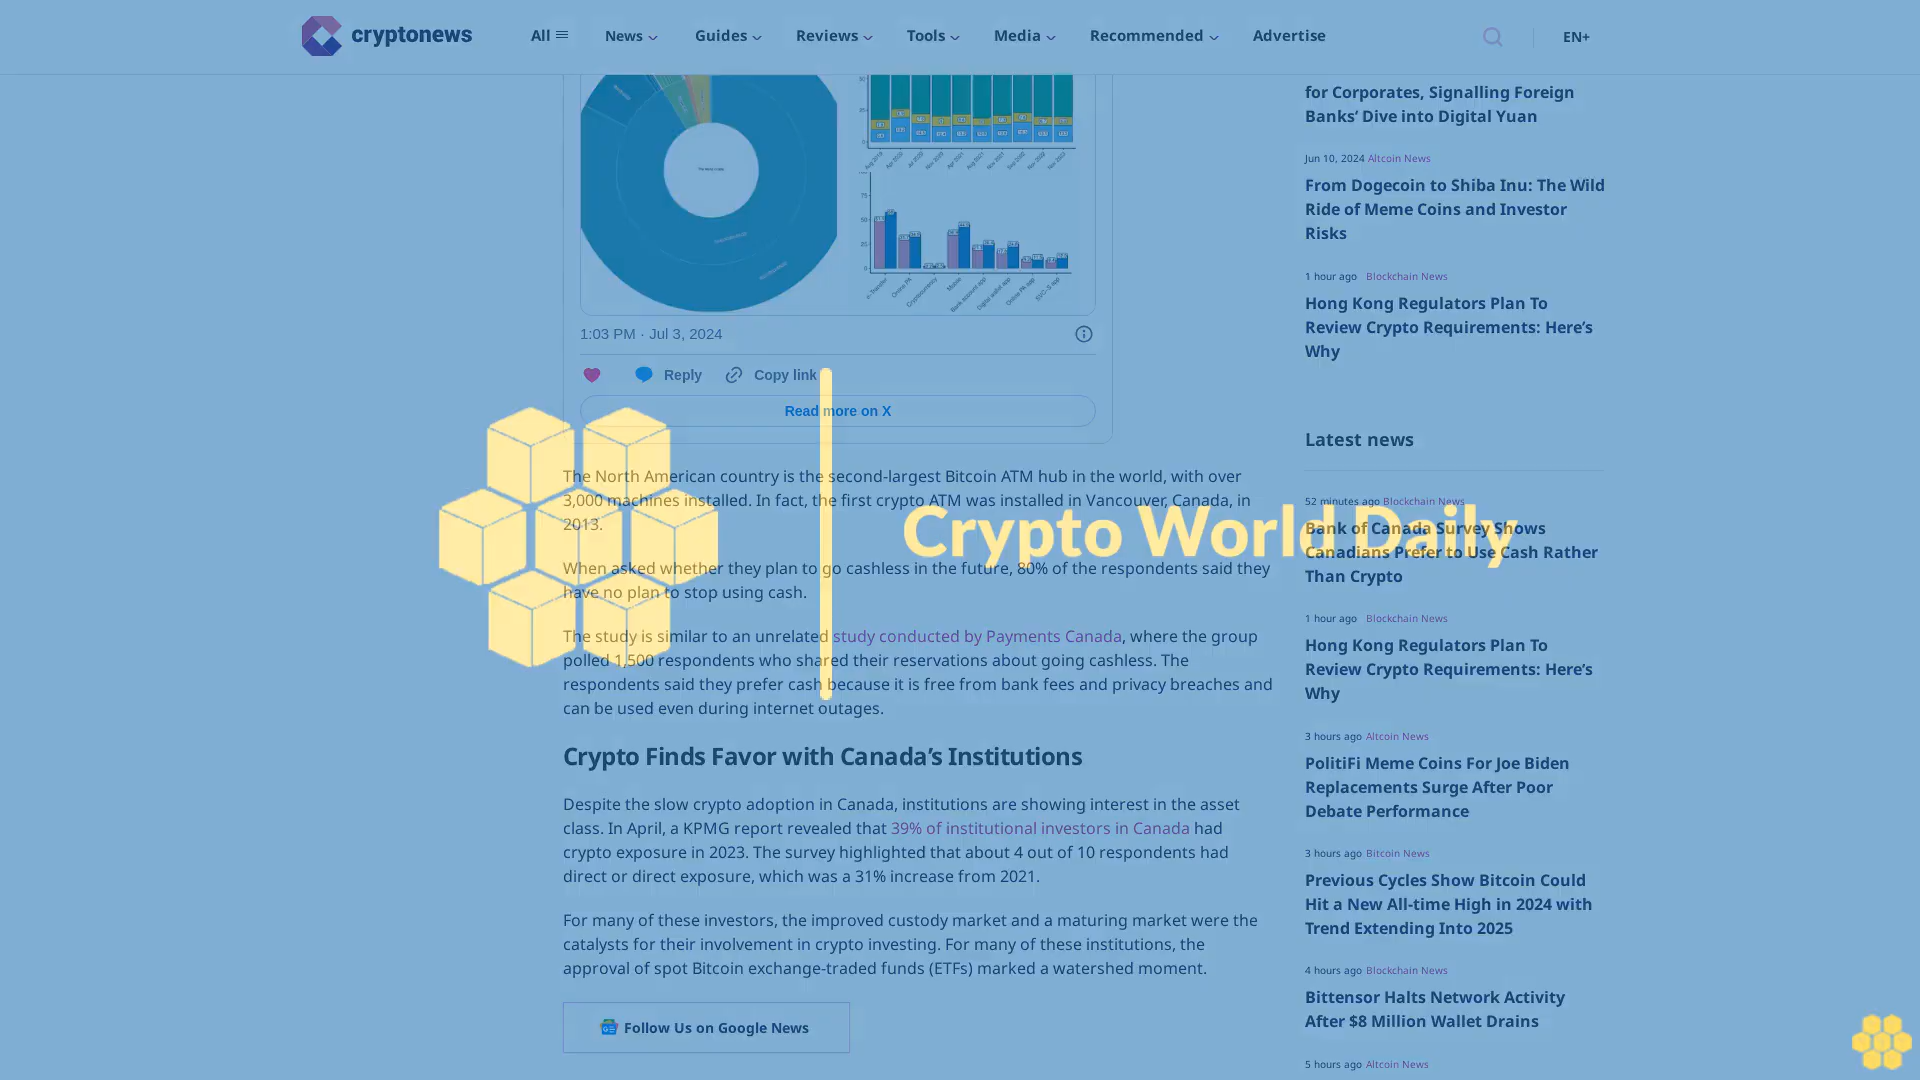 cryptonews
All
News
Guides
Reviews
Tools
Media
Recommended
Advertise
EN+
1:03 PM · Jul 3, 2024
Reply
Copy link
Read more on X
The North American country is the second-largest Bitcoin ATM hub in the world, with over
3,000 machines installed. In fact, the first crypto ATM was installed in Vancouver, Canada, in
2013.
When asked whether they plan to go cashless in the future, 80% of the respondents said they
have no plan to stop using cash.
The study is similar to an unrelated study conducted by Payments Canada, where the group
polled 1,500 respondents who shared their reservations about going cashless. The
respondents said they prefer cash because it is free from bank fees and privacy breaches and
can be used even during internet outages.
Crypto Finds Favor with Canada’s Institutions
Despite the slow crypto adoption in Canada, institutions are showing interest in the asset
class. In April, a KPMG report revealed that 39% of institutional investors in Canada had
crypto exposure in 2023. The survey highlighted that about 4 out of 10 respondents had
direct or direct exposure, which was a 31% increase from 2021.
For many of these investors, the improved custody market and a maturing market were the
catalysts for their involvement in crypto investing. For many of these institutions, the
approval of spot Bitcoin exchange-traded funds (ETFs) marked a watershed moment.
Follow Us on Google News
Crypto World Daily
for Corporates, Signalling Foreign
Banks’ Dive into Digital Yuan
Jun 10, 2024 Altcoin News
From Dogecoin to Shiba Inu: The Wild
Ride of Meme Coins and Investor
Risks
1 hour ago Blockchain News
Hong Kong Regulators Plan To
Review Crypto Requirements: Here’s
Why
Latest news
52 minutes ago Blockchain News
Bank of Canada Survey Shows
Canadians Prefer to Use Cash Rather
Than Crypto
1 hour ago Blockchain News
Hong Kong Regulators Plan To
Review Crypto Requirements: Here’s
Why
3 hours ago Altcoin News
PolitiFi Meme Coins For Joe Biden
Replacements Surge After Poor
Debate Performance
3 hours ago Bitcoin News
Previous Cycles Show Bitcoin Could
Hit a New All-time High in 2024 with
Trend Extending Into 2025
4 hours ago Blockchain News
Bittensor Halts Network Activity
After $8 Million Wallet Drains
5 hours ago Altcoin News